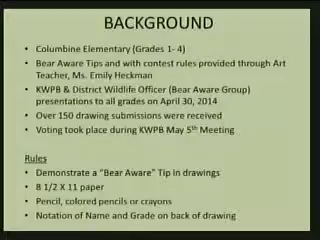 BACKGROUND
• Columbine Elementary (Grades 1- 4)
• Bear Aware Tips and with contest rules provided through Art
Teacher, Ms. Emily Heckman
• KWPB & District Wildlife Officer (Bear Aware Group)
presentations to all grades on April 30, 2014
• Over 150 drawing submissions were received
• Voting took place during KWPB May 5th Meeting
Rules
• Demonstrate a “Bear Aware” Tip in drawings
• 8 1/2 X 11 paper
• Pencil, colored pencils or crayons
• Notation of Name and Grade on back of drawing